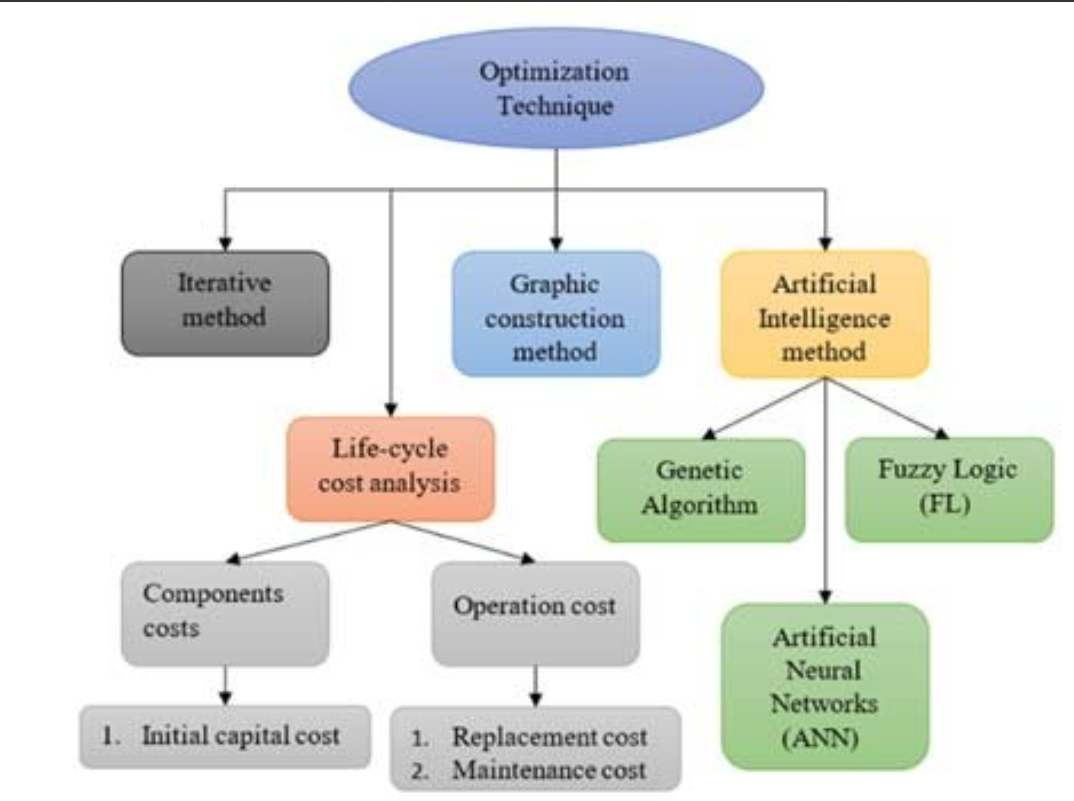 Optimization
Technique
Iterative
method
Graphic
construction
method
Artificial
Intelligence
method
Life-cycle
cost analysis
Genetic
Algorithm
Fuzzy Logic
(FL)
Components
costs
Operation cost
Artificial
Neural
Networks
(ANN)
1. Initial capital cost
1. Replacement cost
2. Maintenance cost